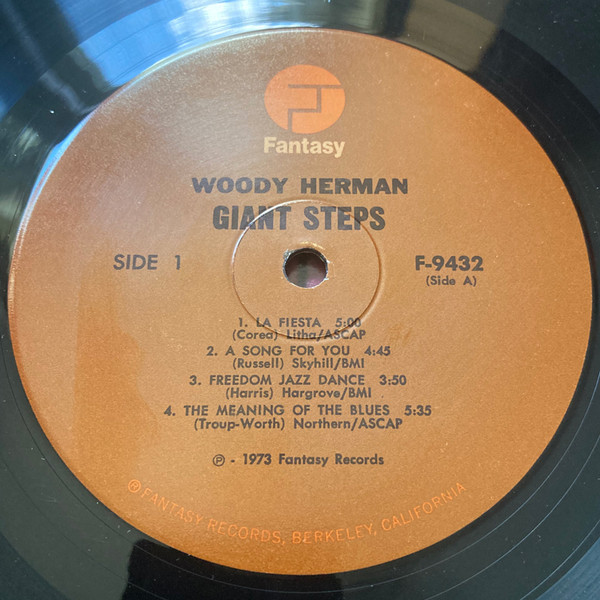 Fantasy
WOODY HERMAN
GIANT STEPS
SIDE 1
F-9432
(Side A)
1. LA FIESTA 5:00
(Corea) Litha/ASCAP
2. A SONG FOR YOU 4:45
(Russell) Skyhill/BMI
3. FREEDOM JAZZ DANCE 3:50
(Harris) Hargrove/BMI
4. THE MEANING OF THE BLUES 5:35
(Troup-Worth) Northern/ASCAP
℗ - 1973 Fantasy Records
® FANTASY RECORDS, BERKELEY, CALIFORNIA